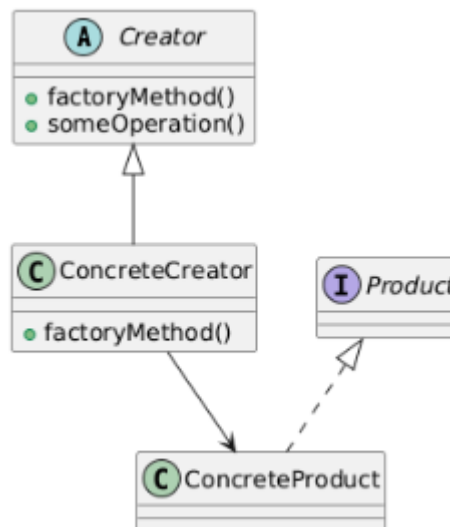 A Creator
factoryMethod()
someOperation()
C ConcreteCreator
factoryMethod()
I Product
C ConcreteProduct